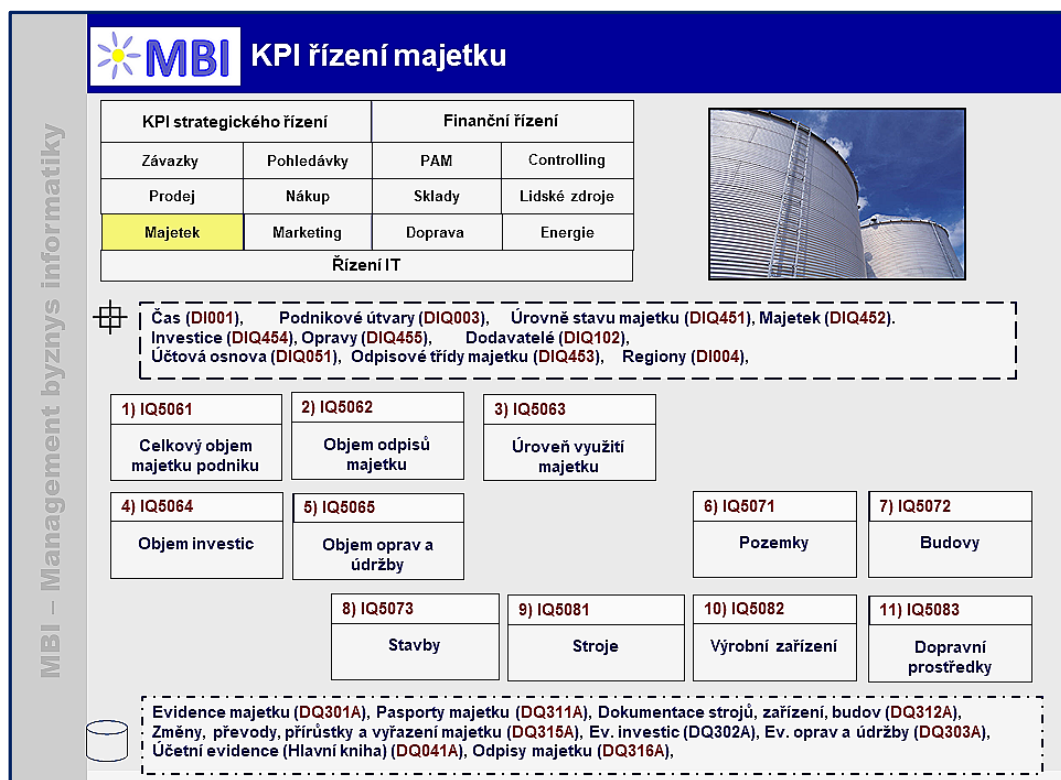 MBI
KPI řízení majetku
MBI – Management byznys informatiky
KPI strategického řízení
Finanční řízení
Závazky
Pohledávky
PAM
Controlling
Prodej
Nákup
Sklady
Lidské zdroje
Majetek
Marketing
Doprava
Energie
Řízení IT
Čas (DI001), Podnikové útvary (DIQ003), Úrovně stavu majetku (DIQ451), Majetek (DIQ452).
Investice (DIQ454), Opravy (DIQ455), Dodavatelé (DIQ102),
Účtová osnova (DIQ051), Odpisové třídy majetku (DIQ453), Regiony (DI004),
1) IQ5061
Celkový objem
majetku podniku
2) IQ5062
Objem odpisů
majetku
3) IQ5063
Úroveň využití
majetku
4) IQ5064
Objem investic
5) IQ5065
Objem oprav a
údržby
6) IQ5071
Pozemky
7) IQ5072
Budovy
8) IQ5073
Stavby
9) IQ5081
Stroje
10) IQ5082
Výrobní zařízení
11) IQ5083
Dopravní
prostředky
Evidence majetku (DQ301A), Pasporty majetku (DQ311A), Dokumentace strojů, zařízení, budov (DQ312A),
Změny, převody, přírůstky a vyřazení majetku (DQ315A), Ev. investic (DQ302A), Ev. oprav a údržby (DQ303A),
Účetní evidence (Hlavní kniha) (DQ041A), Odpisy majetku (DQ316A),